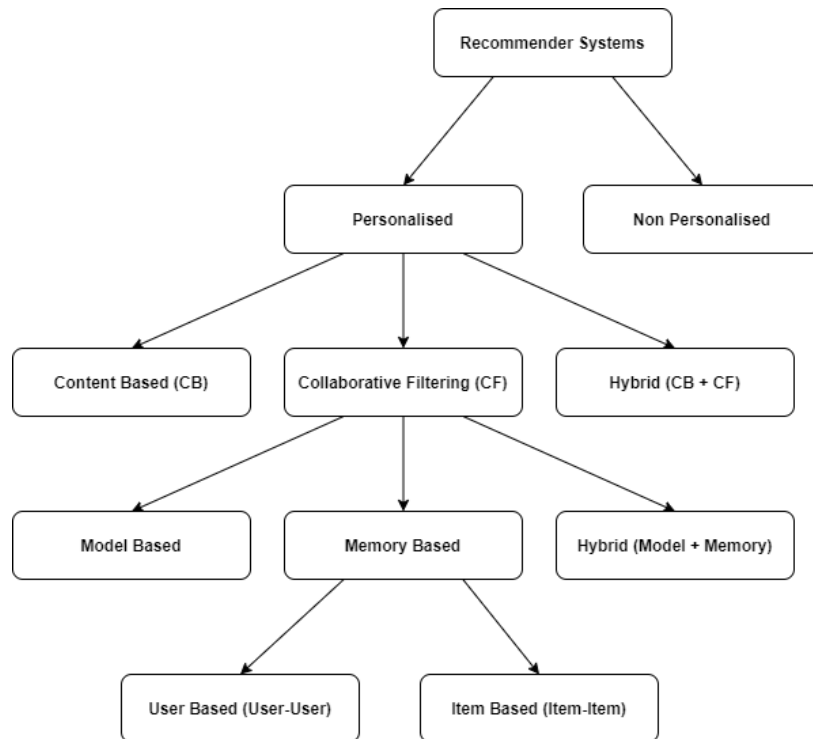 Recommender Systems
Personalised
Non Personalised
Content Based (CB)
Collaborative Filtering (CF)
Hybrid (CB + CF)
Model Based
Memory Based
Hybrid (Model + Memory)
User Based (User-User)
Item Based (Item-Item)